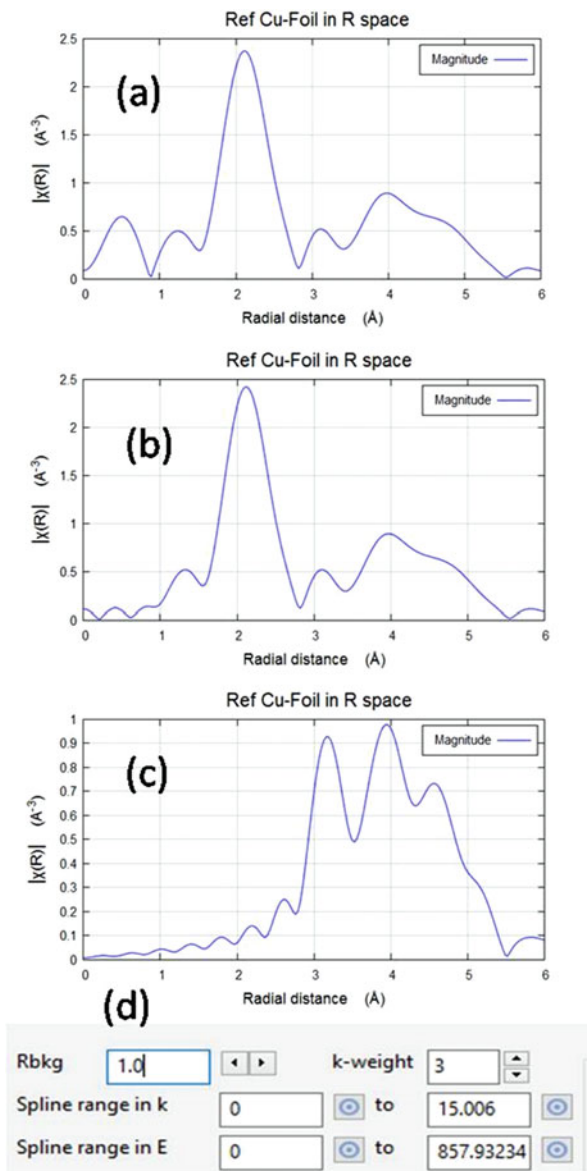 Ref Cu-Foil in R space
(a)
Magnitude
|χ(R)| (A⁻³)
2.5
2
1.5
1
0.5
0
0 1 2 3 4 5 6
Radial distance (Å)
Ref Cu-Foil in R space
(b)
Magnitude
|χ(R)| (A⁻³)
2.5
2
1.5
1
0.5
0
0 1 2 3 4 5 6
Radial distance (Å)
Ref Cu-Foil in R space
(c)
Magnitude
|χ(R)| (A⁻³)
1
0.9
0.8
0.7
0.6
0.5
0.4
0.3
0.2
0.1
0
0 1 2 3 4 5 6
Radial distance (Å)
(d)
Rbkg 1.0 k-weight 3
Spline range in k 0 to 15.006
Spline range in E 0 to 857.93234